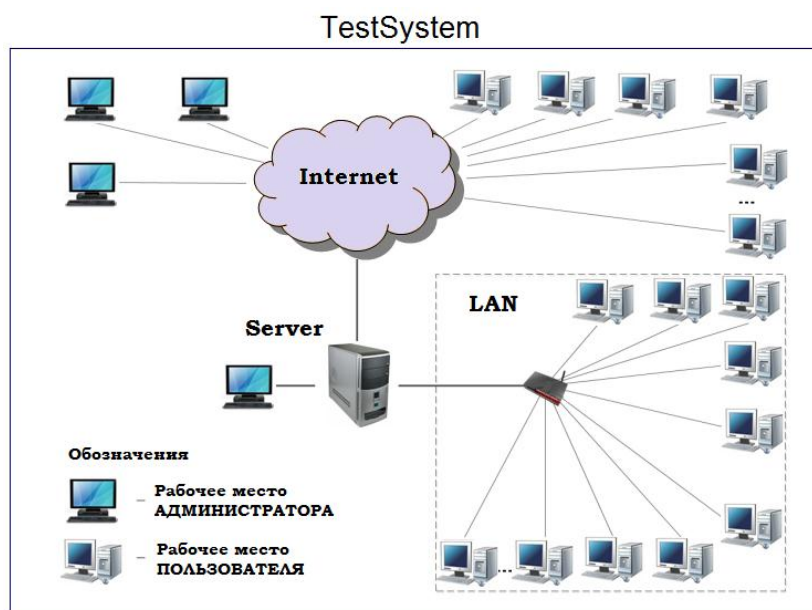 TestSystem
Internet
...
LAN
Server
Обозначения
– Рабочее место
АДМИНИСТРАТОРА
– Рабочее место
ПОЛЬЗОВАТЕЛЯ
...